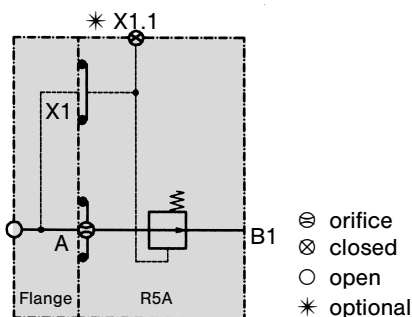 ✳ X1.1
X1
A
B1
Flange
R5A
orifice
closed
open
✳ optional